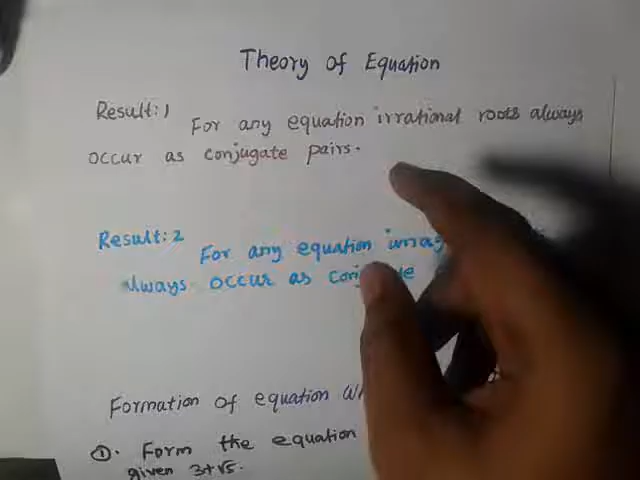 Theory of Equation
Result:1 For any equation irrational roots always
occur as conjugate pairs.
Result:2 For any equation
always occur as
Formation of equation
①. Form the equation
given 3+√5.